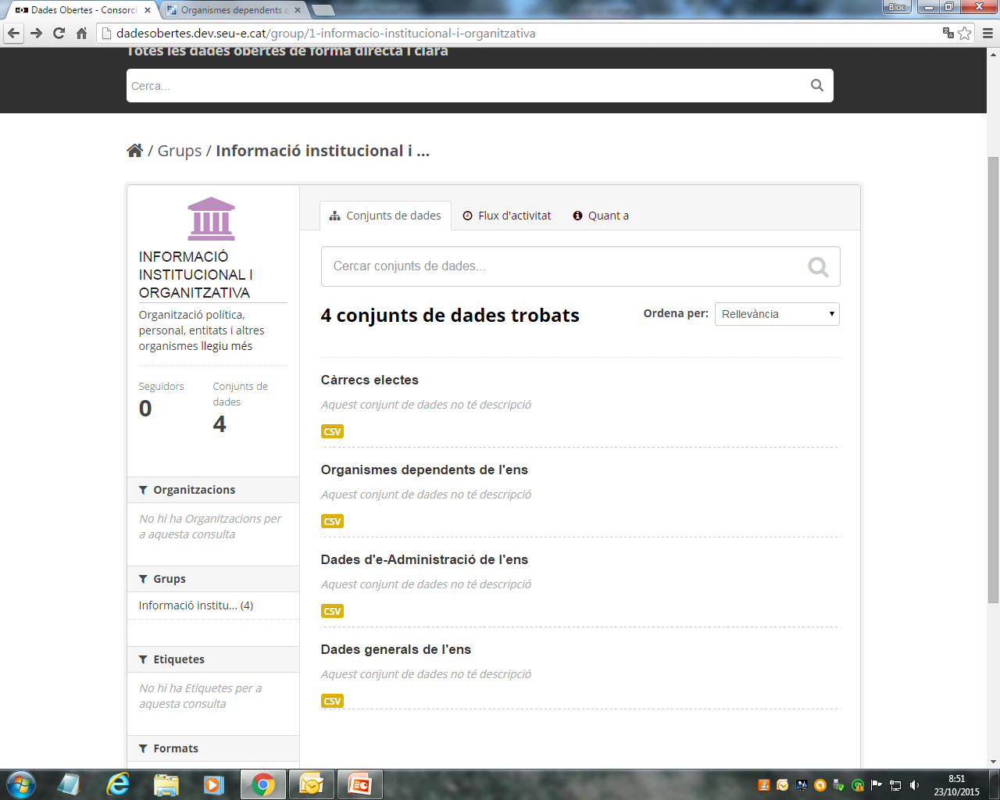 Dades Obertes - Consorci
Organismes dependents
Bloc
dadesobertes.dev.seu-e.cat/group/1-informacio-institucional-i-organitzativa
Totes les dades obertes de forma directa i clara
Cerca...
/ Grups / Informació institucional i ...
INFORMACIÓ
INSTITUCIONAL I
ORGANITZATIVA
Organització política,
personal, entitats i altres
organismes llegiu més
Seguidors
0
Conjunts de
dades
4
Organitzacions
No hi ha Organitzacions per
a aquesta consulta
Grups
Informació institu... (4)
Etiquetes
No hi ha Etiquetes per a
aquesta consulta
Formats
Conjunts de dades
Flux d'activitat
Quant a
Cercar conjunts de dades...
4 conjunts de dades trobats
Ordena per:
Rellevància
Càrrecs electes
Aquest conjunt de dades no té descripció
CSV
Organismes dependents de l'ens
Aquest conjunt de dades no té descripció
CSV
Dades d'e-Administració de l'ens
Aquest conjunt de dades no té descripció
CSV
Dades generals de l'ens
Aquest conjunt de dades no té descripció
CSV
8:51
23/10/2015